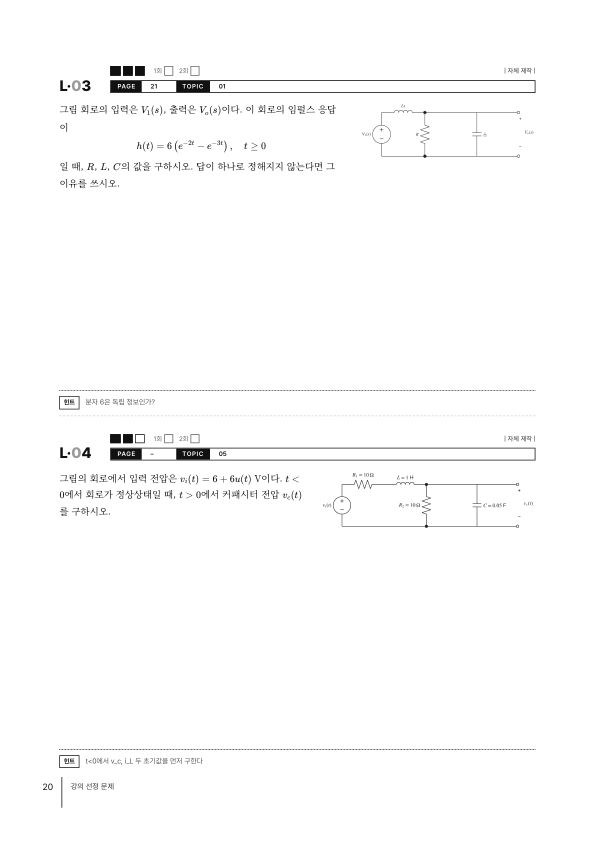 1회 2회 | 자체 제작 |
L·03 PAGE 21 TOPIC 01
그림 회로의 입력은 V₁(s), 출력은 Vₒ(s)이다. 이 회로의 임펄스 응답
이
h(t) = 6 (e⁻²ᵗ − e⁻³ᵗ) , t ≥ 0
일 때, R, L, C의 값을 구하시오. 답이 하나로 정해지지 않는다면 그
이유를 쓰시오.
R
Vₒ(s)
힌트 분자 6은 독립 정보인가?
1회 2회 | 자체 제작 |
L·04 PAGE – TOPIC 05
그림의 회로에서 입력 전압은 vᵢ(t) = 6 + 6u(t) V이다. t <
0에서 회로가 정상상태일 때, t > 0에서 커패시터 전압 v_c(t)
를 구하시오.
R₁ = 10 Ω L = 1 H
vᵢ(t) R₂ = 10 Ω C = 0.05 F v_c(t)
힌트 t<0에서 v_c, i_L 두 초기값을 먼저 구한다
20 강의 선정 문제